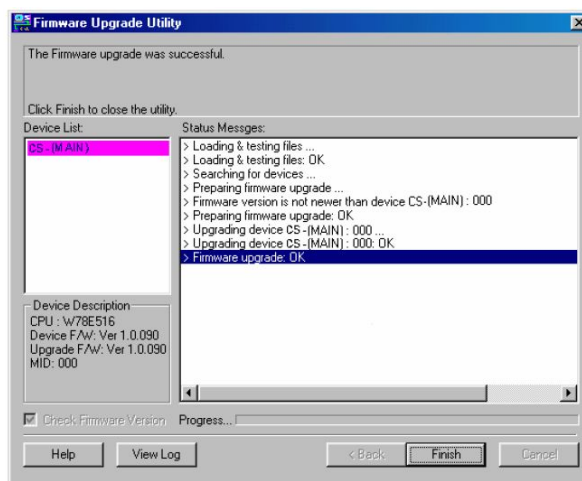 Firmware Upgrade Utility
The Firmware upgrade was successful.
Click Finish to close the utility.
Device List:
CS-(MAIN)
Status Messges:
> Loading & testing files ...
> Loading & testing files: OK
> Searching for devices ...
> Preparing firmware upgrade ...
> Firmware version is not newer than device CS-(MAIN) : 000
> Preparing firmware upgrade: OK
> Upgrading device CS-(MAIN) : 000 ...
> Upgrading device CS-(MAIN) : 000: OK
> Firmware upgrade: OK
Device Description
CPU : W78E516
Device F/W: Ver 1.0.090
Upgrade F/W: Ver 1.0.090
MID: 000
Check Firmware Version
Progress...
Help
View Log
< Back
Finish
Cancel